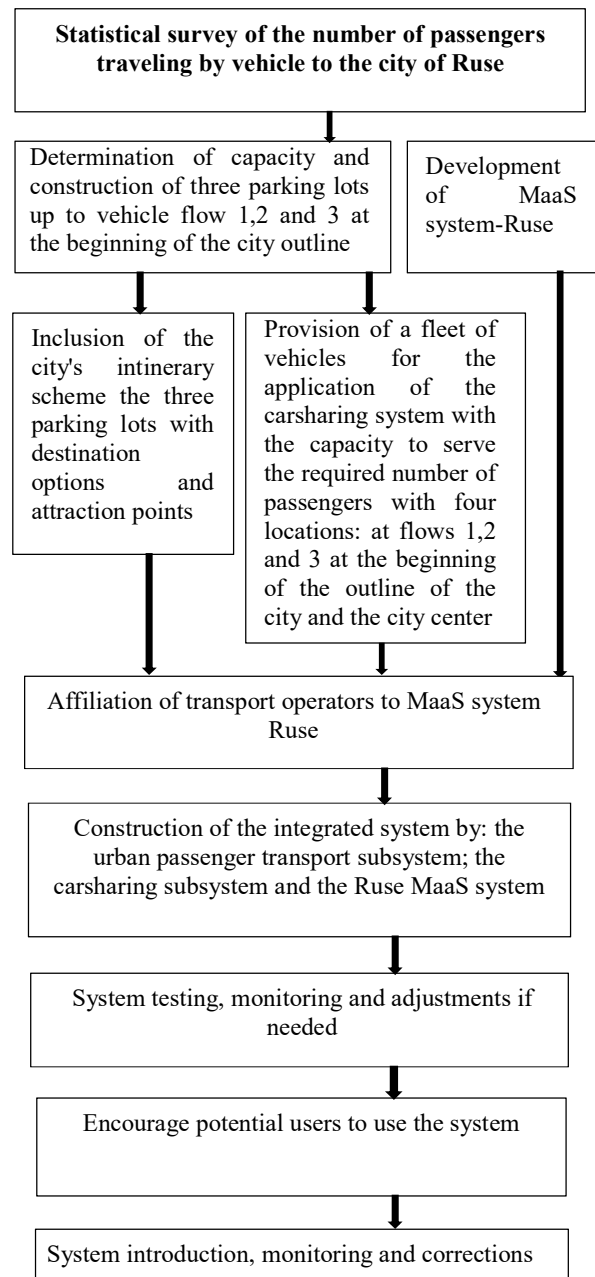 Statistical survey of the number of passengers
traveling by vehicle to the city of Ruse
Determination of capacity and
construction of three parking lots
up to vehicle flow 1,2 and 3 at the
beginning of the city outline
Development
of MaaS
system-Ruse
Inclusion of the
city's intinerary
scheme the three
parking lots with
destination
options and
attraction points
Provision of a fleet of
vehicles for the
application of the
carsharing system with
the capacity to serve
the required number of
passengers with four
locations: at flows 1,2
and 3 at the beginning
of the outline of the
city and the city center
Affiliation of transport operators to MaaS system
Ruse
Construction of the integrated system by: the
urban passenger transport subsystem; the
carsharing subsystem and the Ruse MaaS system
System testing, monitoring and adjustments if
needed
Encourage potential users to use the system
System introduction, monitoring and corrections